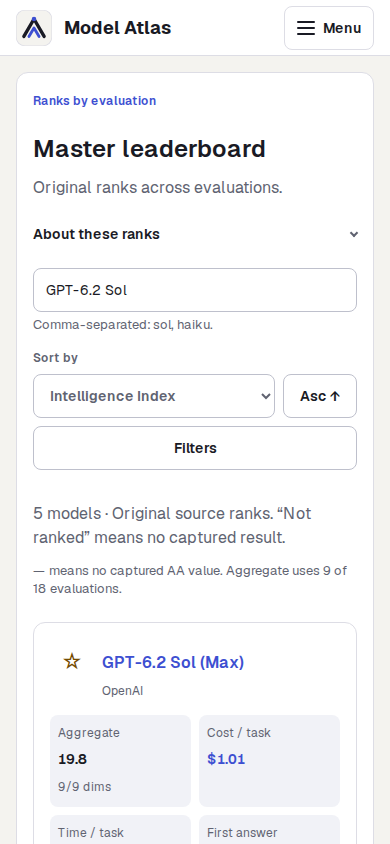 Model Atlas
Menu
Ranks by evaluation
Master leaderboard
Original ranks across evaluations.
About these ranks
GPT-6.2 Sol
Comma-separated: sol, haiku.
Sort by
Intelligence Index
Asc ↑
Filters
5 models · Original source ranks. “Not
ranked” means no captured result.
— means no captured AA value. Aggregate uses 9 of
18 evaluations.
GPT-6.2 Sol (Max)
OpenAI
Aggregate
19.8
9/9 dims
Cost / task
$1.01
Time / task
First answer